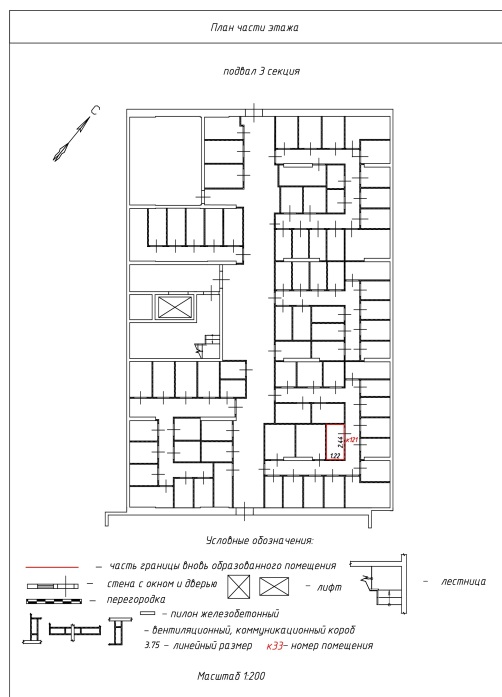 План части этажа
подвал 3 секция
С
2.44
к121
1.22
Условные обозначения:
— часть границы вновь образованного помещения
— стена с окном и дверью
— лифт
— лестница
— перегородка
— пилон железобетонный
— вентиляционный, коммуникационный короб
3.75 — линейный размер к33— номер помещения
Масштаб 1:200